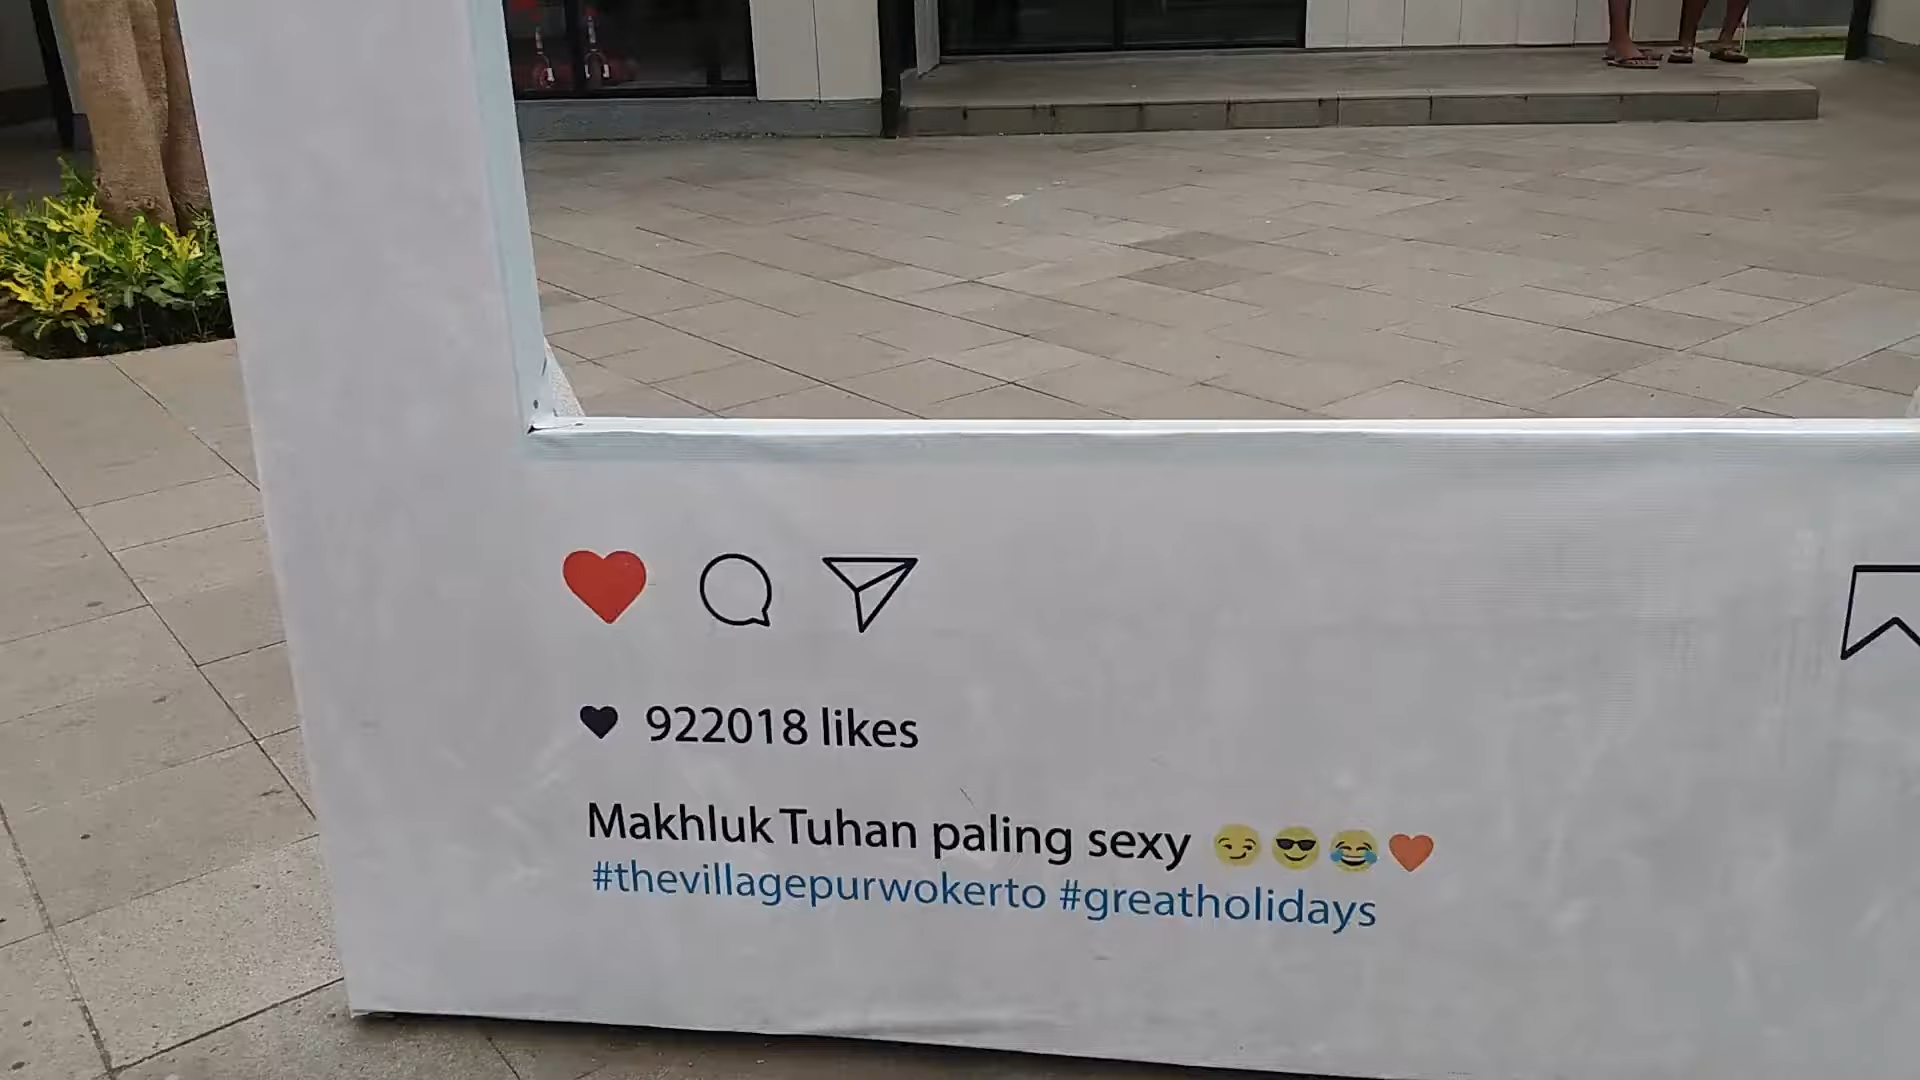 922018 likes
Makhluk Tuhan paling sexy 😏😎😂❤️
#thevillagepurwokerto #greatholidays